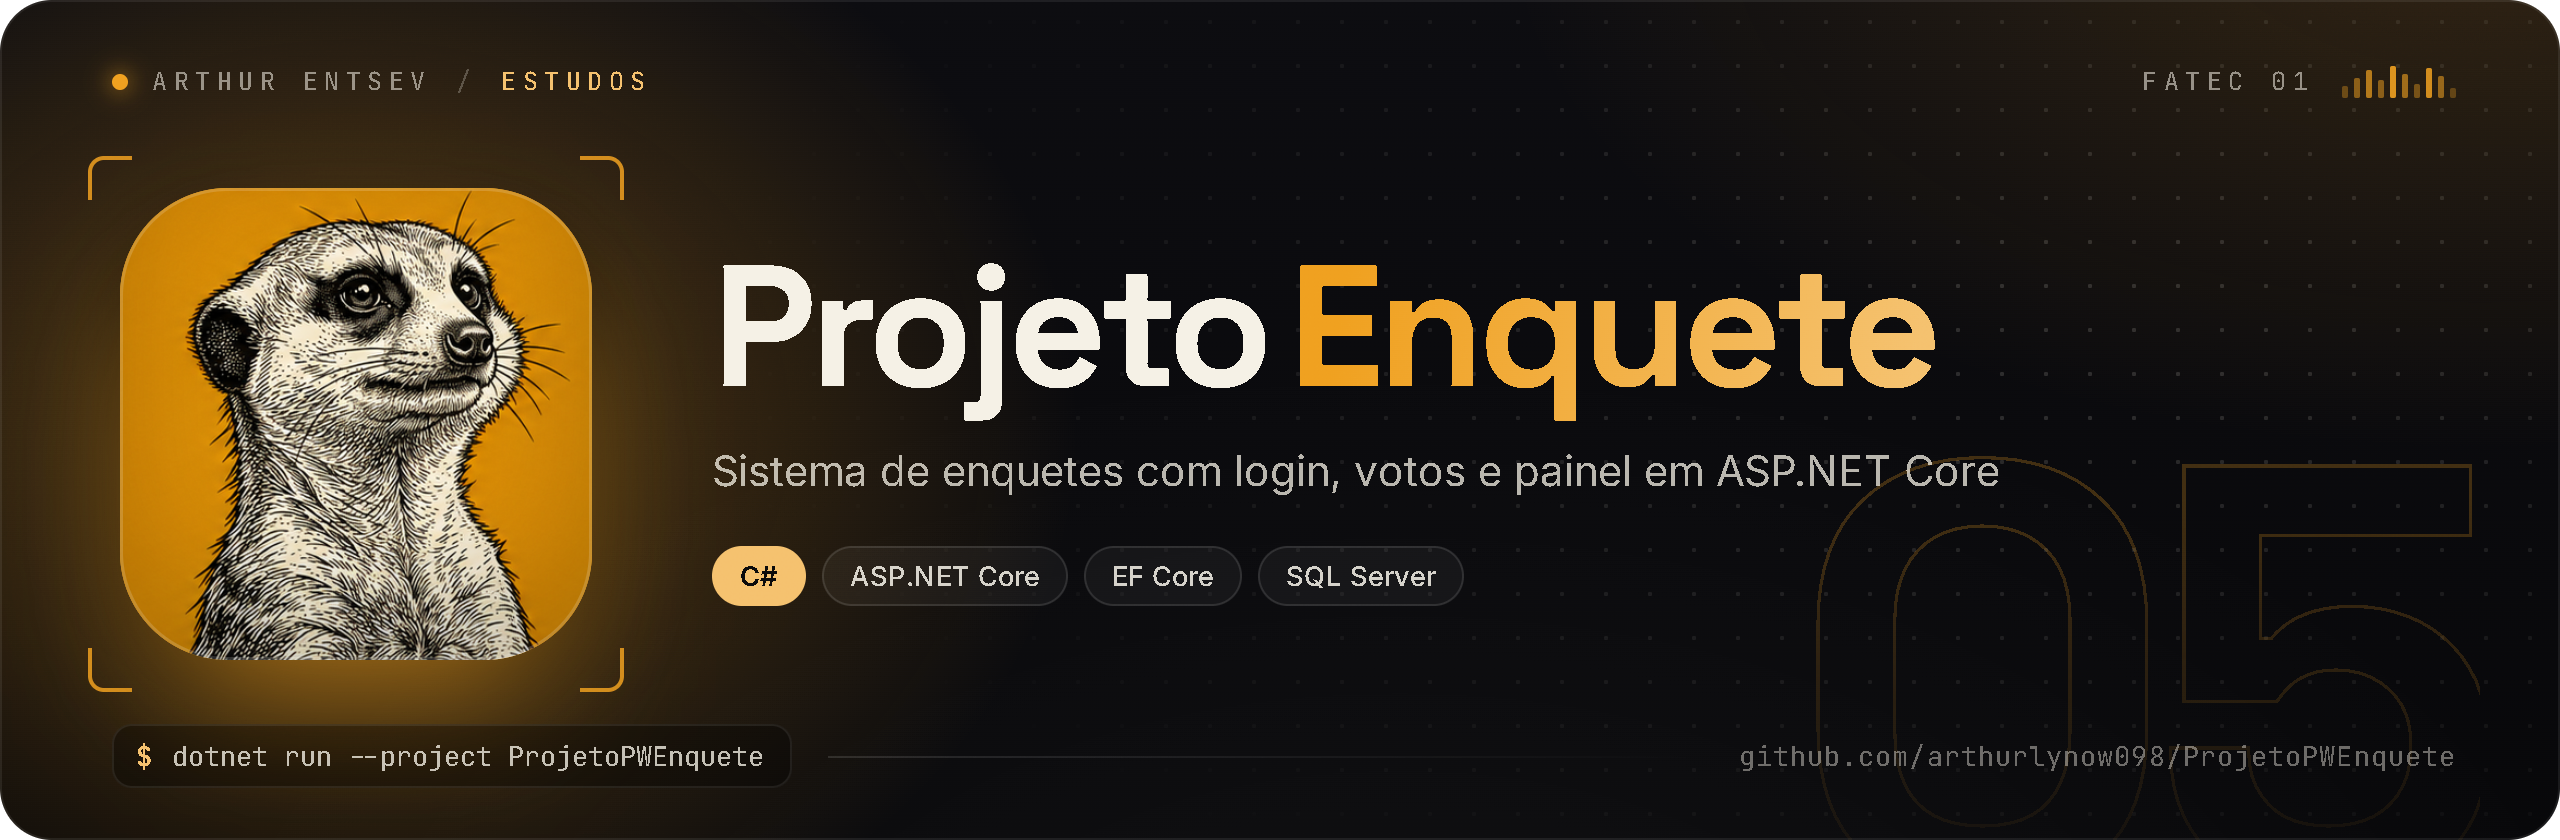 ARTHUR ENTSEV / ESTUDOS
FATEC 01
Projeto Enquete
Sistema de enquetes com login, votos e painel em ASP.NET Core
C#
ASP.NET Core
EF Core
SQL Server
05
$ dotnet run --project ProjetoPWEnquete
github.com/arthurlynow098/ProjetoPWEnquete